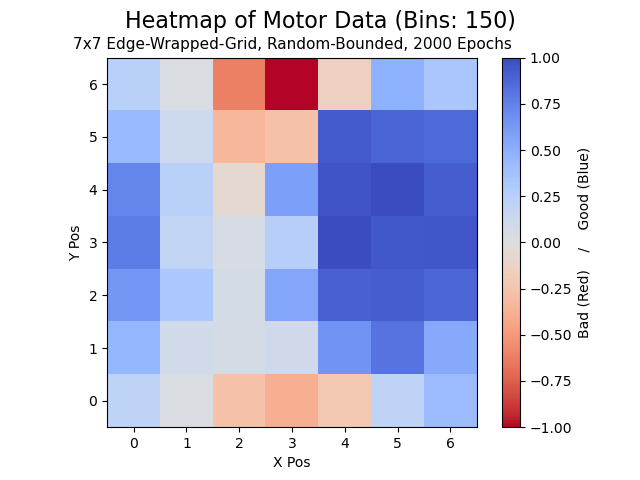 Heatmap of Motor Data (Bins: 150)
7x7 Edge-Wrapped-Grid, Random-Bounded, 2000 Epochs
6
5
4
3
2
1
0
Y Pos
0 1 2 3 4 5 6
X Pos
1.00
0.75
0.50
0.25
0.00
−0.25
−0.50
−0.75
−1.00
Bad (Red) / Good (Blue)